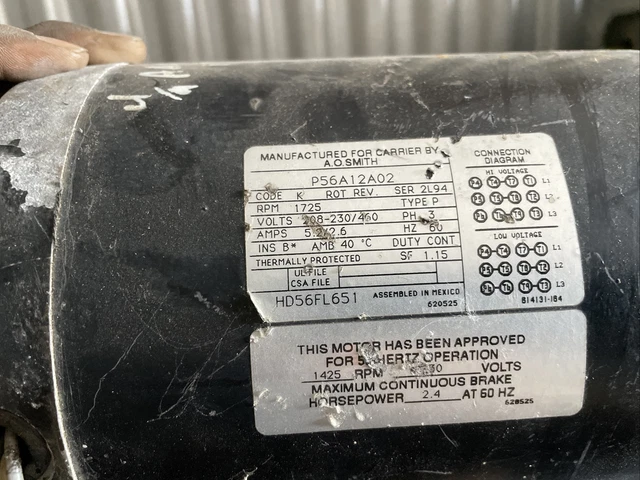 MANUFACTURED FOR CARRIER BY
A.O.SMITH
P56A12A02
CODE K ROT REV. SER 2L94
RPM 1725 TYPE P
VOLTS 208-230/460 PH 3
AMPS 5.2/2.6 HZ 60
INS B* AMB 40 °C DUTY CONT
THERMALLY PROTECTED SF 1.15
UL FILE
CSA FILE
HD56FL651 ASSEMBLED IN MEXICO
620525
CONNECTION
DIAGRAM
HI VOLTAGE
L1
L2
L3
LOW VOLTAGE
L1
L2
L3
814131-184
THIS MOTOR HAS BEEN APPROVED
FOR HERTZ OPERATION
1425 RPM VOLTS
MAXIMUM CONTINUOUS BRAKE
HORSEPOWER 2.4 AT 60 HZ
620525